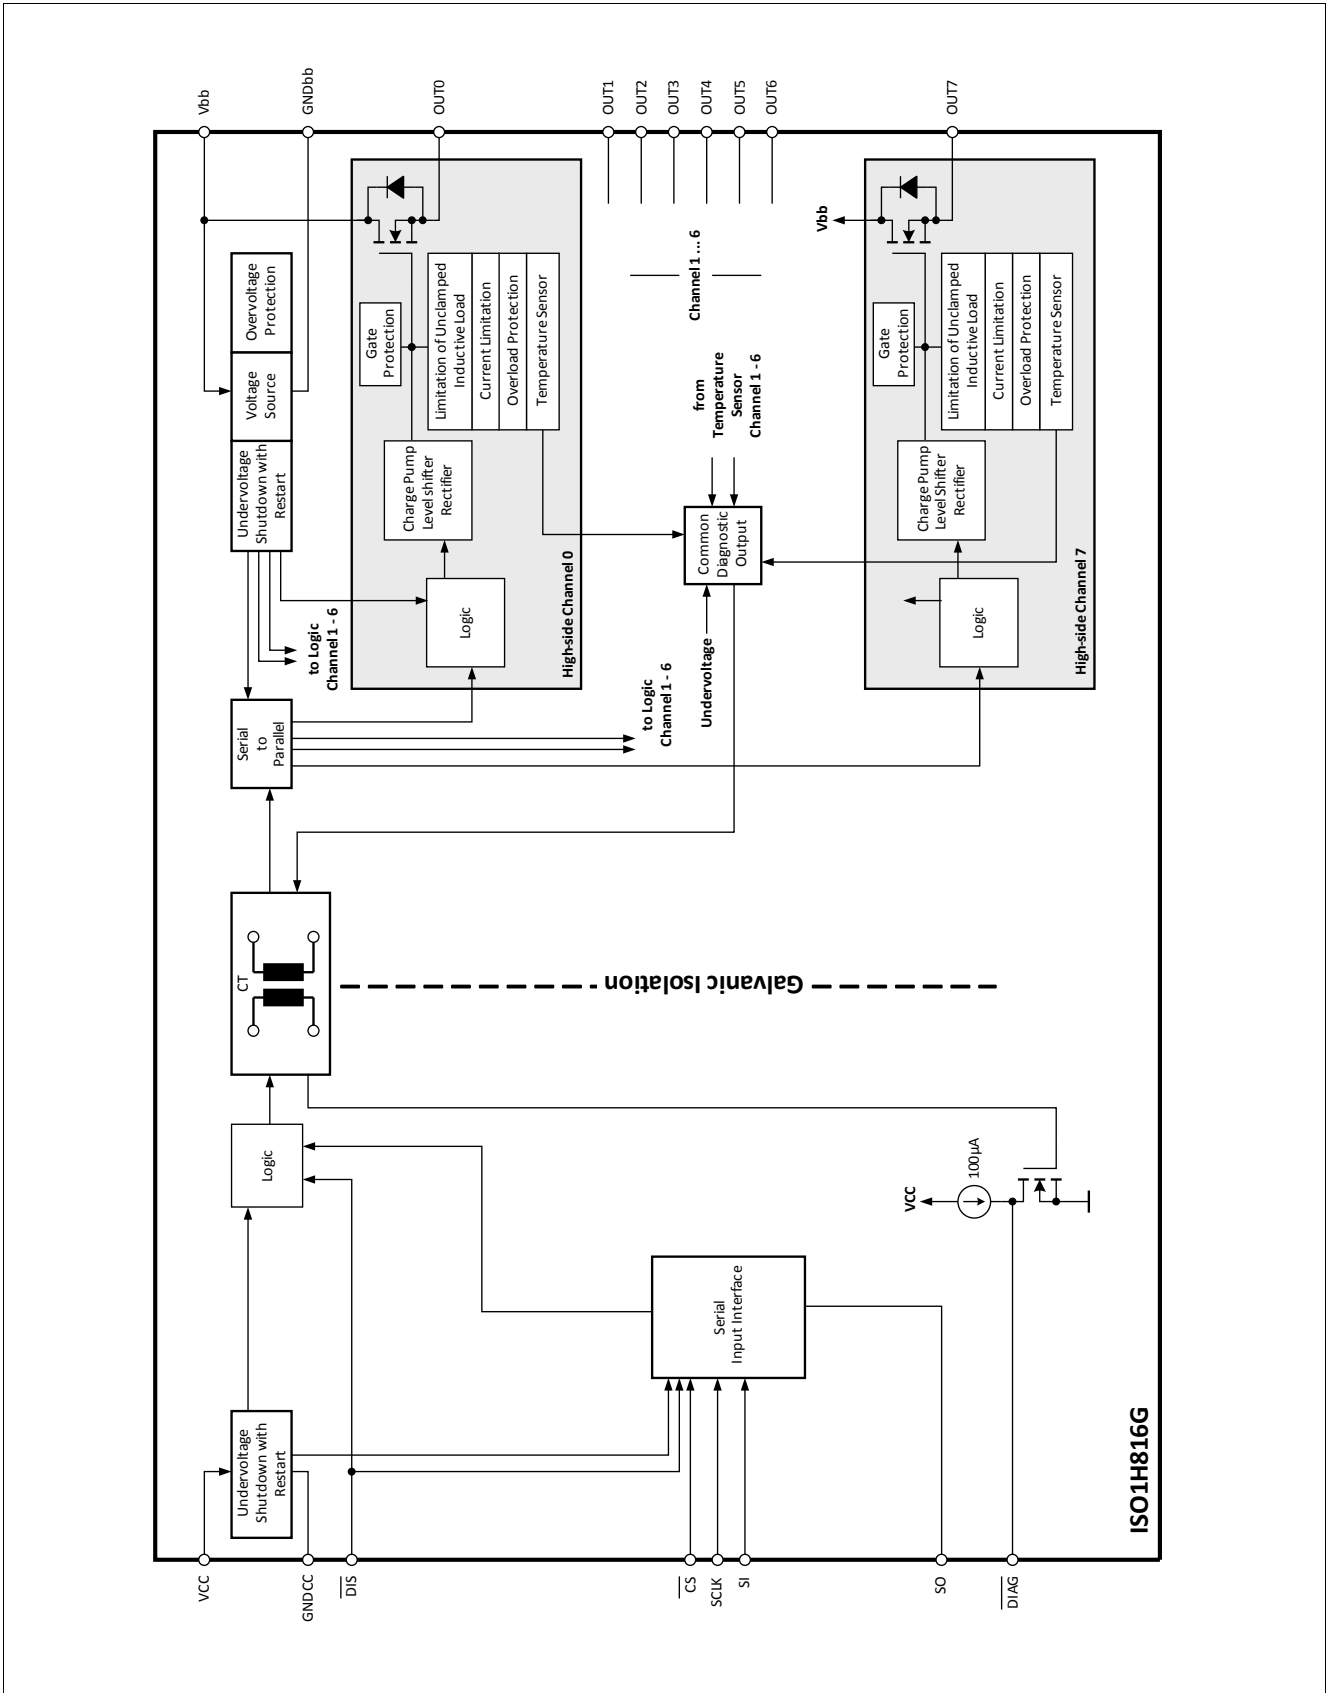 VCC
GNDCC
DIS
CS
SCLK
SI
SO
DIAG
Undervoltage
Shutdown with
Restart
Logic
Serial
Input Interface
VCC
100µA
CT
Galvanic Isolation
Serial
to
Parallel
Undervoltage
Shutdown with
Restart
Voltage
Source
Overvoltage
Protection
to Logic
Channel 1 - 6
High-side Channel 0
Logic
Charge Pump
Level shifter
Rectifier
Gate
Protection
Limitation of Unclamped
Inductive Load
Current Limitation
Overload Protection
Temperature Sensor
to Logic
Channel 1 - 6
Undervoltage
Common
Diagnostic
Output
from
Temperature
Sensor
Channel 1 - 6
Channel 1 ... 6
High-side Channel 7
Logic
Charge Pump
Level shifter
Rectifier
Gate
Protection
Limitation of Unclamped
Inductive Load
Current Limitation
Overload Protection
Temperature Sensor
Vbb
Vbb
GNDbb
OUT0
OUT1
OUT2
OUT3
OUT4
OUT5
OUT6
OUT7
ISO1H816G